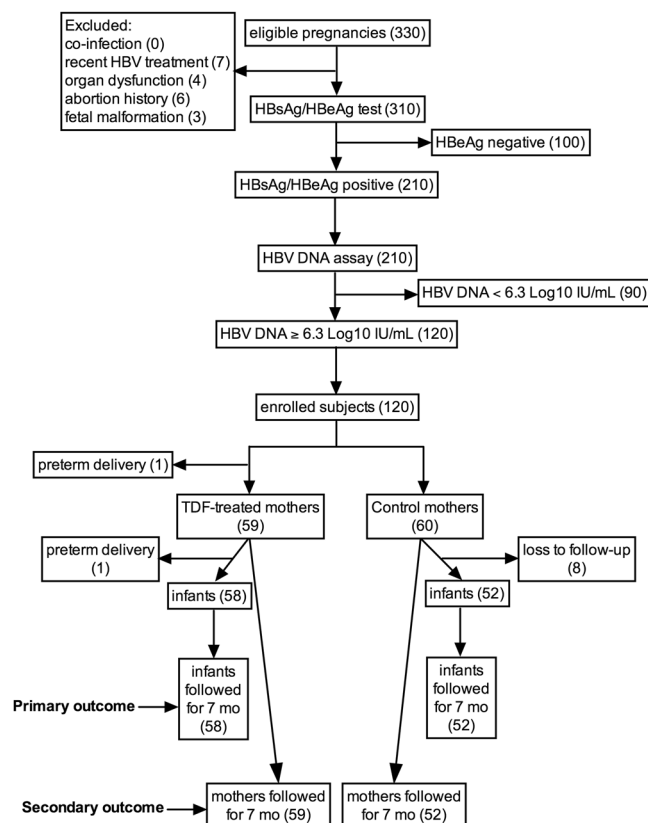 Excluded:
co-infection (0)
recent HBV treatment (7)
organ dysfunction (4)
abortion history (6)
fetal malformation (3)
eligible pregnancies (330)
HBsAg/HBeAg test (310)
HBeAg negative (100)
HBsAg/HBeAg positive (210)
HBV DNA assay (210)
HBV DNA < 6.3 Log10 IU/mL (90)
HBV DNA ≥ 6.3 Log10 IU/mL (120)
enrolled subjects (120)
preterm delivery (1)
TDF-treated mothers
(59)
Control mothers
(60)
preterm delivery
(1)
loss to follow-up
(8)
infants (58)
infants (52)
infants
followed
for 7 mo
(58)
infants
followed
for 7 mo
(52)
Primary outcome
Secondary outcome
mothers followed
for 7 mo (59)
mothers followed
for 7 mo (52)